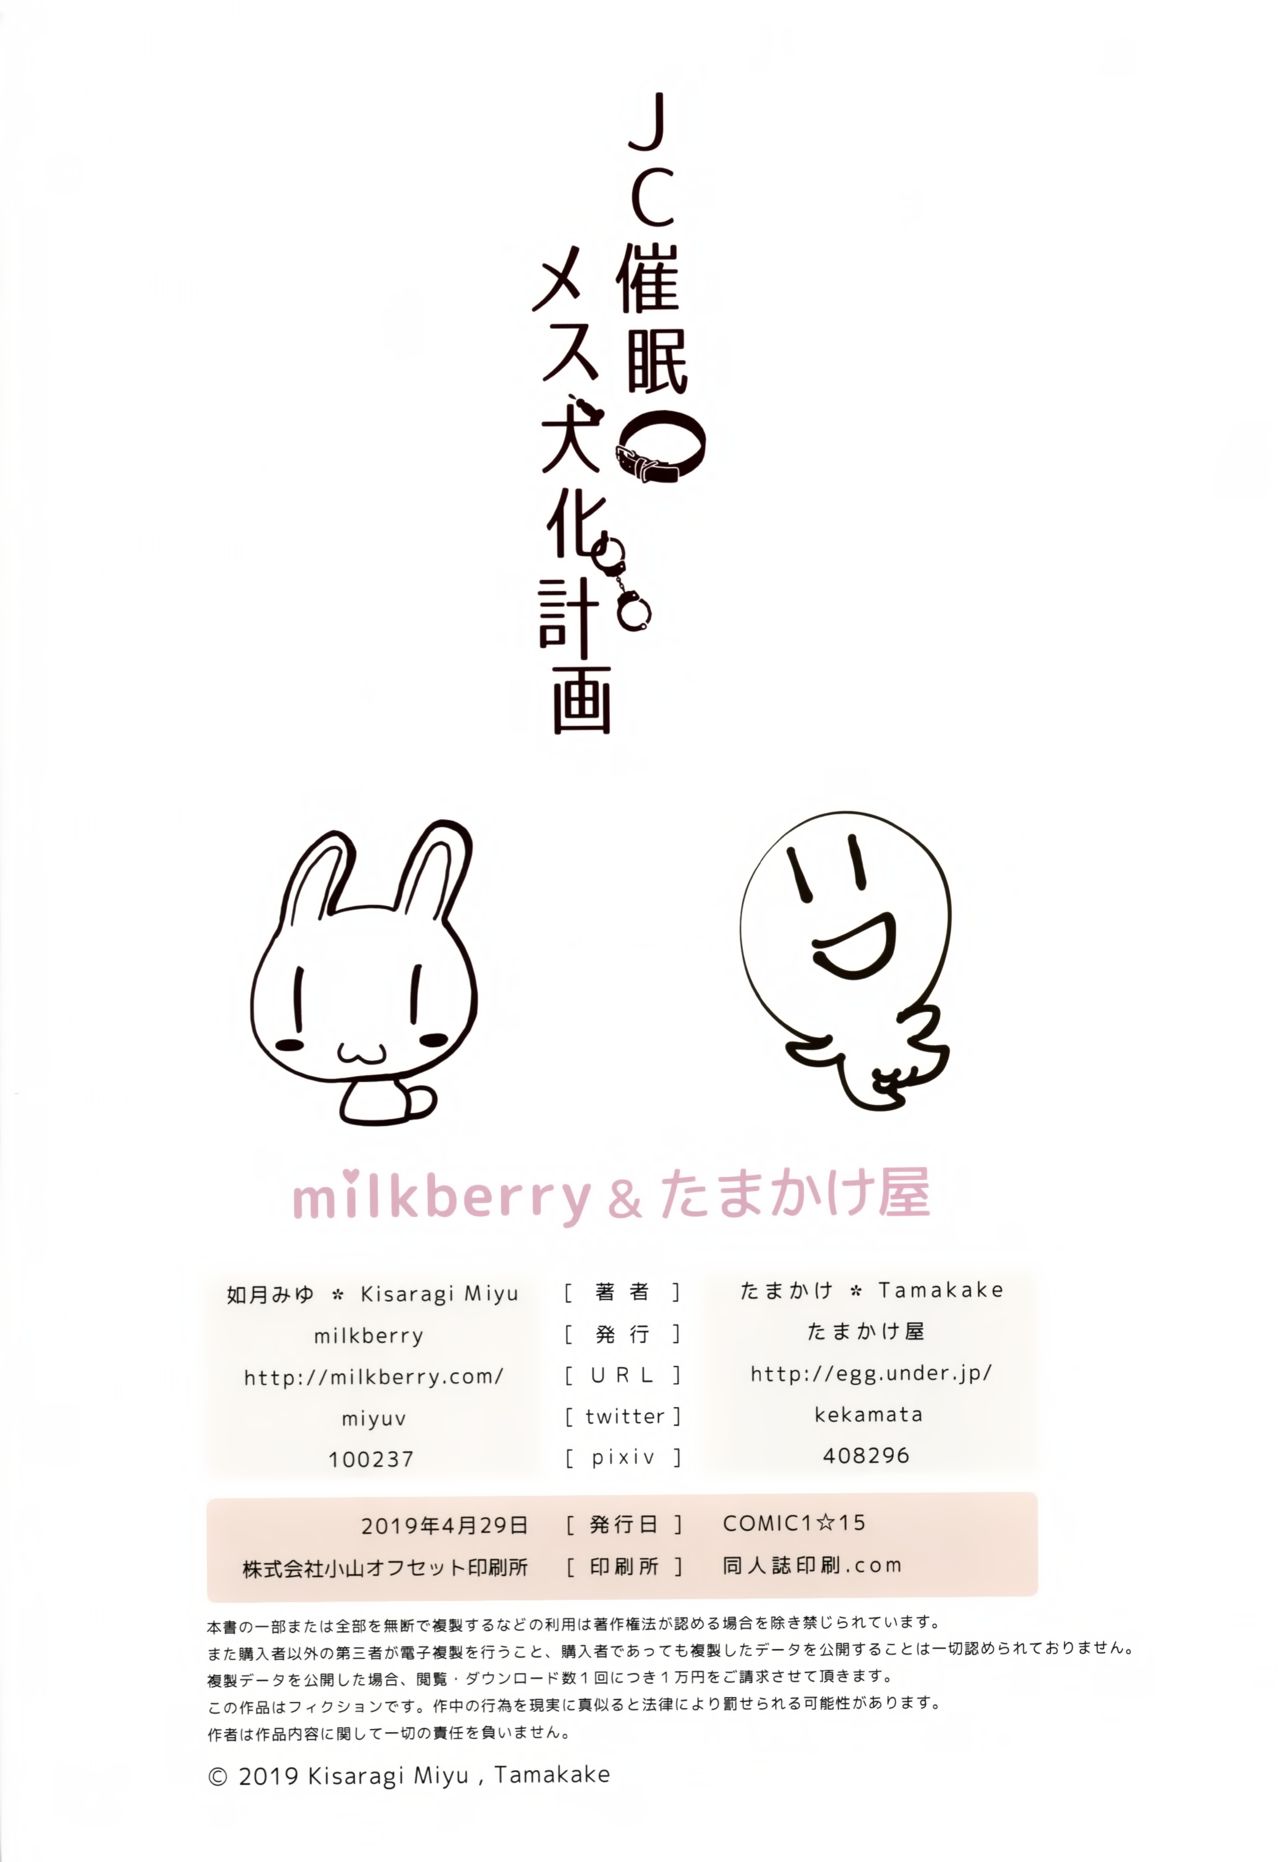 JC催眠
メス犬化計画
milkberry & たまかけ屋
如月みゆ * Kisaragi Miyu [ 著者 ] たまかけ * Tamakake
milkberry [ 発行 ] たまかけ屋
http://milkberry.com/ [ URL ] http://egg.under.jp/
miyuv [ twitter ] kekamata
100237 [ pixiv ] 408296
2019年4月29日 [ 発行日 ] COMIC1☆15
株式会社小山オフセット印刷所 [ 印刷所 ] 同人誌印刷.com
本書の一部または全部を無断で複製するなどの利用は著作権法が認める場合を除き禁じられています。
また購入者以外の第三者が電子複製を行うこと、購入者であっても複製したデータを公開することは一切認められておりません。
複製データを公開した場合、閲覧・ダウンロード数1回につき1万円をご請求させて頂きます。
この作品はフィクションです。作中の行為を現実に真似ると法律により罰せられる可能性があります。
作者は作品内容に関して一切の責任を負いません。
© 2019 Kisaragi Miyu , Tamakake